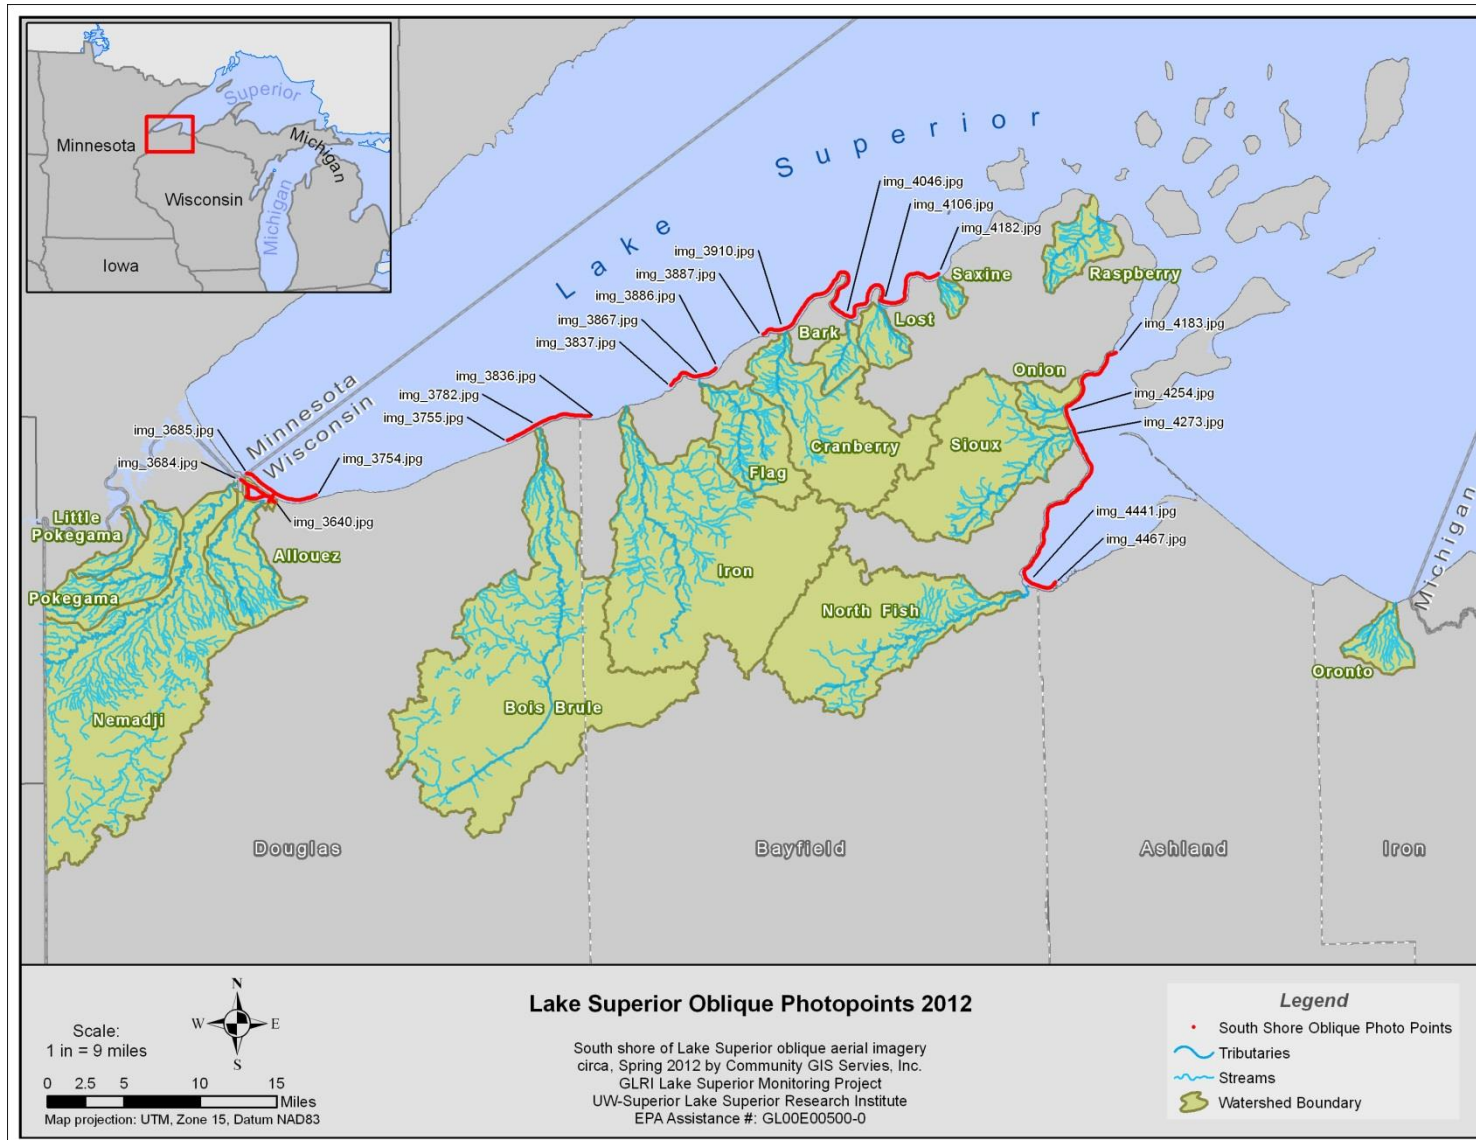 Superior
Minnesota
Michigan
Wisconsin
Michigan
Iowa
Lake Superior
img_4046.jpg
img_4106.jpg
img_4182.jpg
img_3910.jpg
img_3887.jpg
img_3886.jpg
img_3867.jpg
img_3837.jpg
img_3836.jpg
img_3782.jpg
img_3755.jpg
img_3685.jpg
img_3684.jpg
img_3754.jpg
img_3640.jpg
img_4183.jpg
img_4254.jpg
img_4273.jpg
img_4441.jpg
img_4467.jpg
Minnesota
Wisconsin
Michigan
Saxine
Raspberry
Bark
Lost
Onion
Sioux
Cranberry
Flag
Little
Pokegama
Allouez
Pokegama
Iron
North Fish
Oronto
Bois Brule
Nemadji
Douglas
Bayfield
Ashland
Iron
N
W
E
S
Scale:
1 in = 9 miles
0 2.5 5 10 15
Miles
Map projection: UTM, Zone 15, Datum NAD83
Lake Superior Oblique Photopoints 2012
South shore of Lake Superior oblique aerial imagery
circa, Spring 2012 by Community GIS Servies, Inc.
GLRI Lake Superior Monitoring Project
UW-Superior Lake Superior Research Institute
EPA Assistance #: GL00E00500-0
Legend
South Shore Oblique Photo Points
Tributaries
Streams
Watershed Boundary